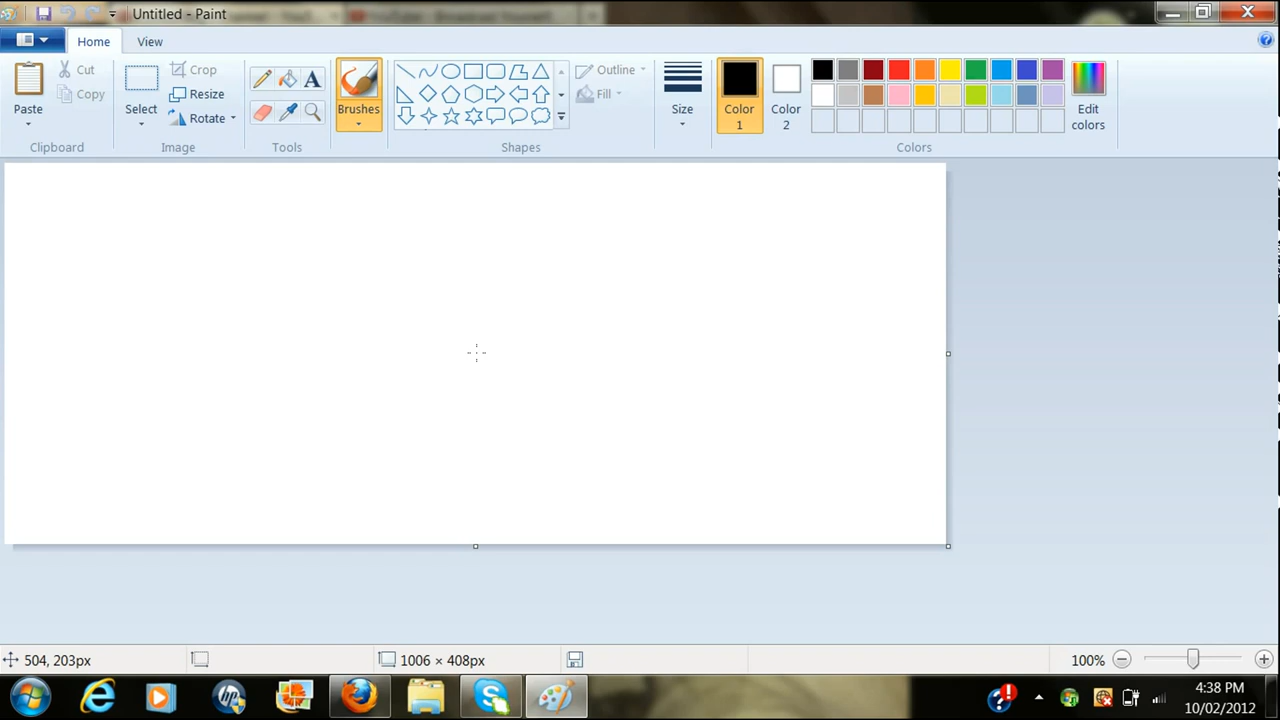 Untitled - Paint
Home View
Paste
Cut
Copy
Clipboard
Select
Crop
Resize
Rotate
Image
A
Tools
Brushes
Outline
Fill
Shapes
Size
Color 1
Color 2
Edit colors
Colors
504, 203px
1006 × 408px
100%
4:38 PM
10/02/2012